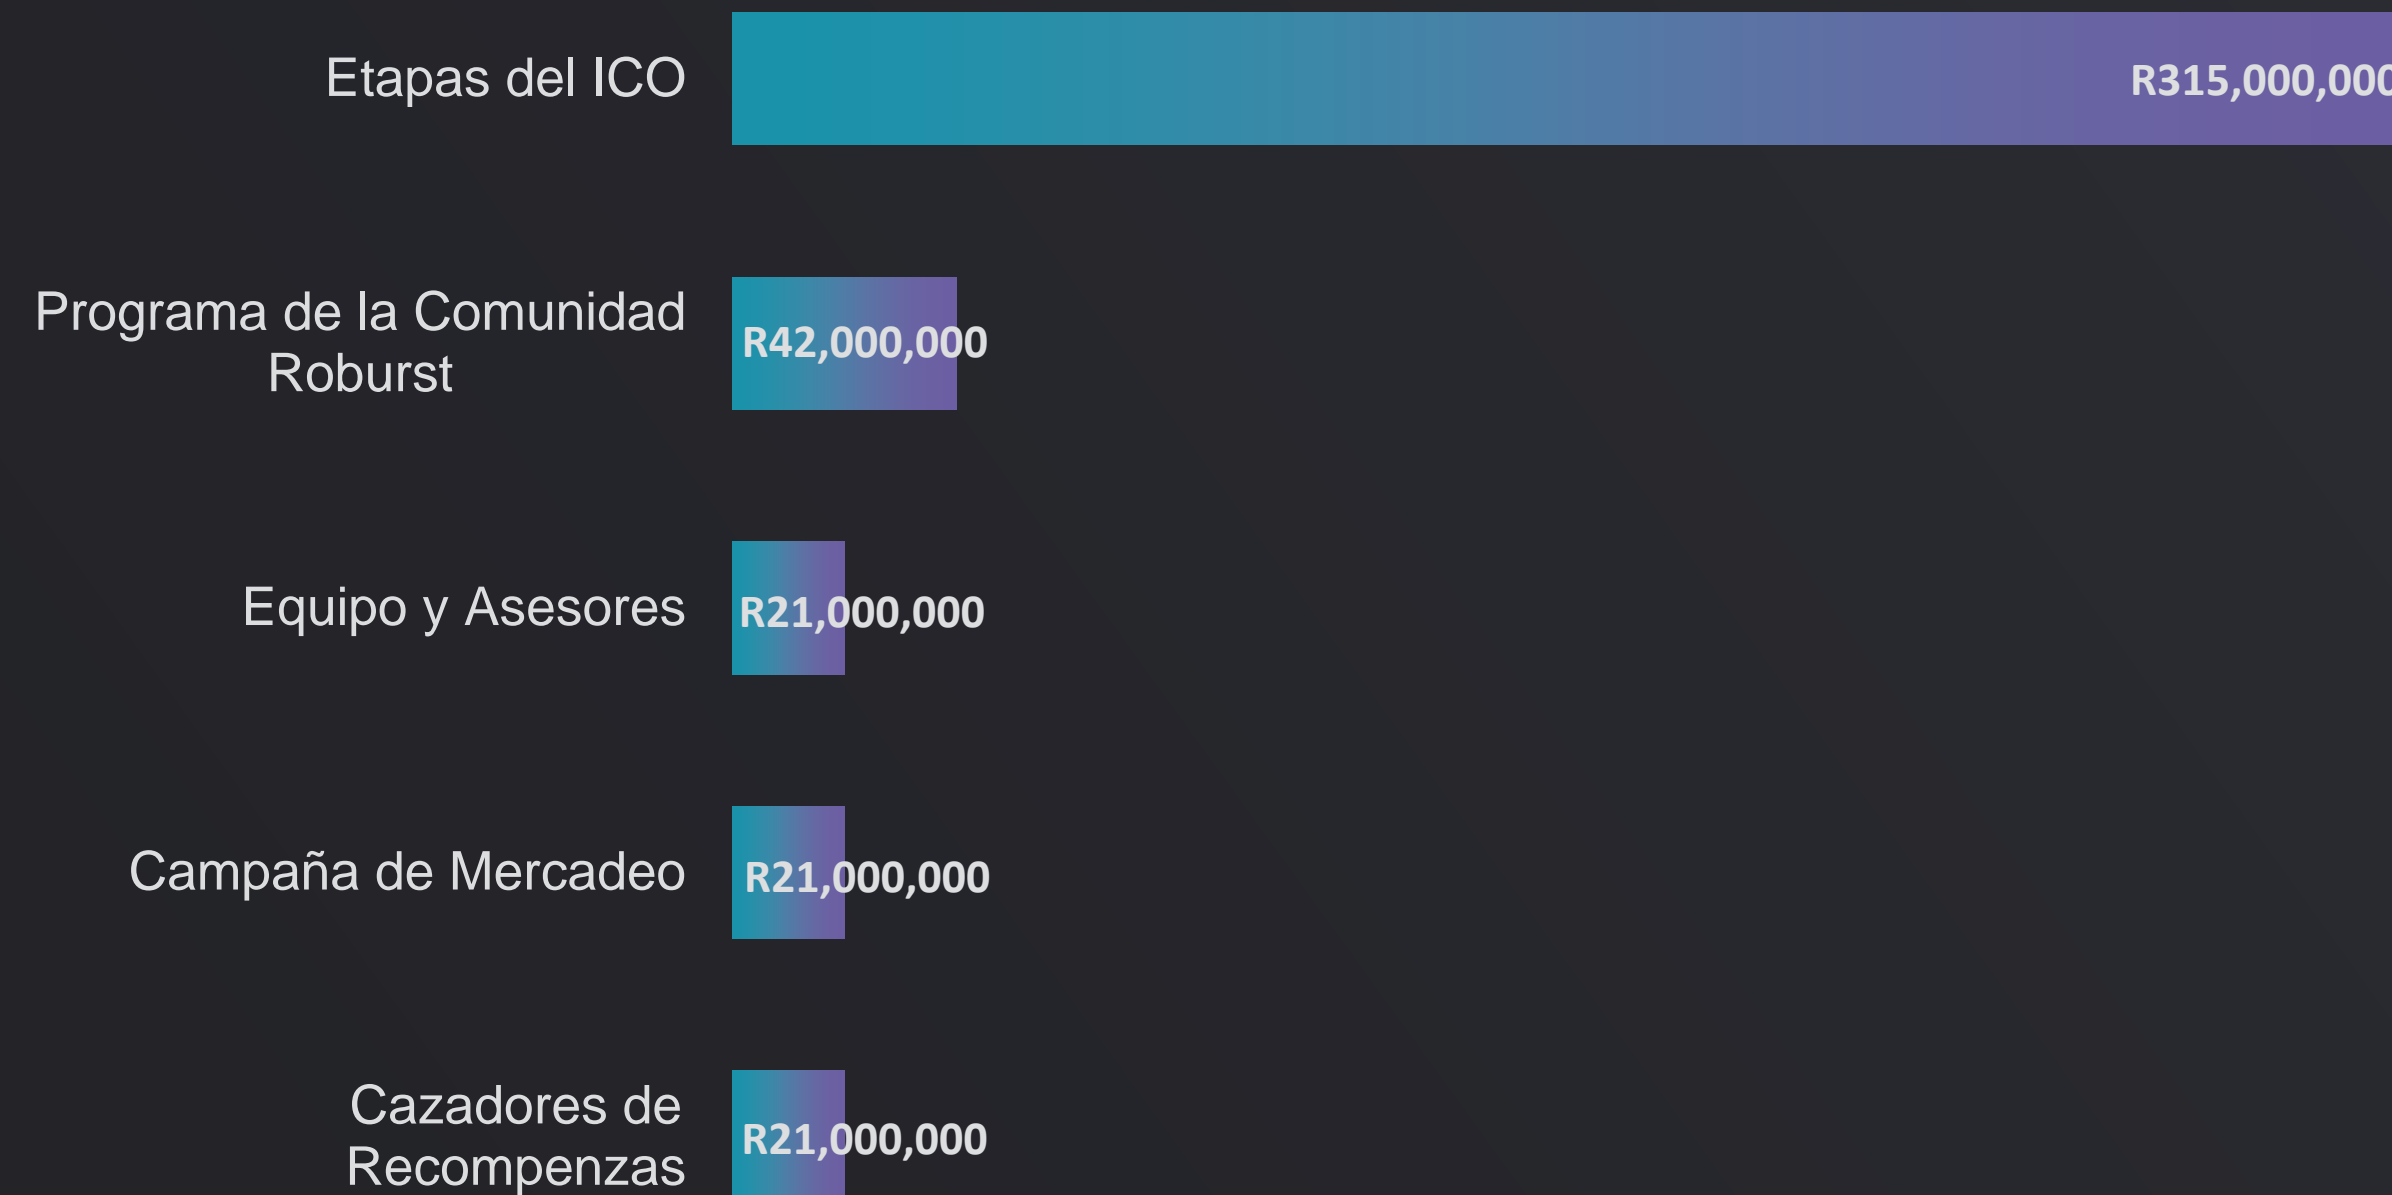 Etapas del ICO
R315,000,000
Programa de la Comunidad
Roburst
R42,000,000
Equipo y Asesores
R21,000,000
Campaña de Mercadeo
R21,000,000
Cazadores de
Recompenzas
R21,000,000